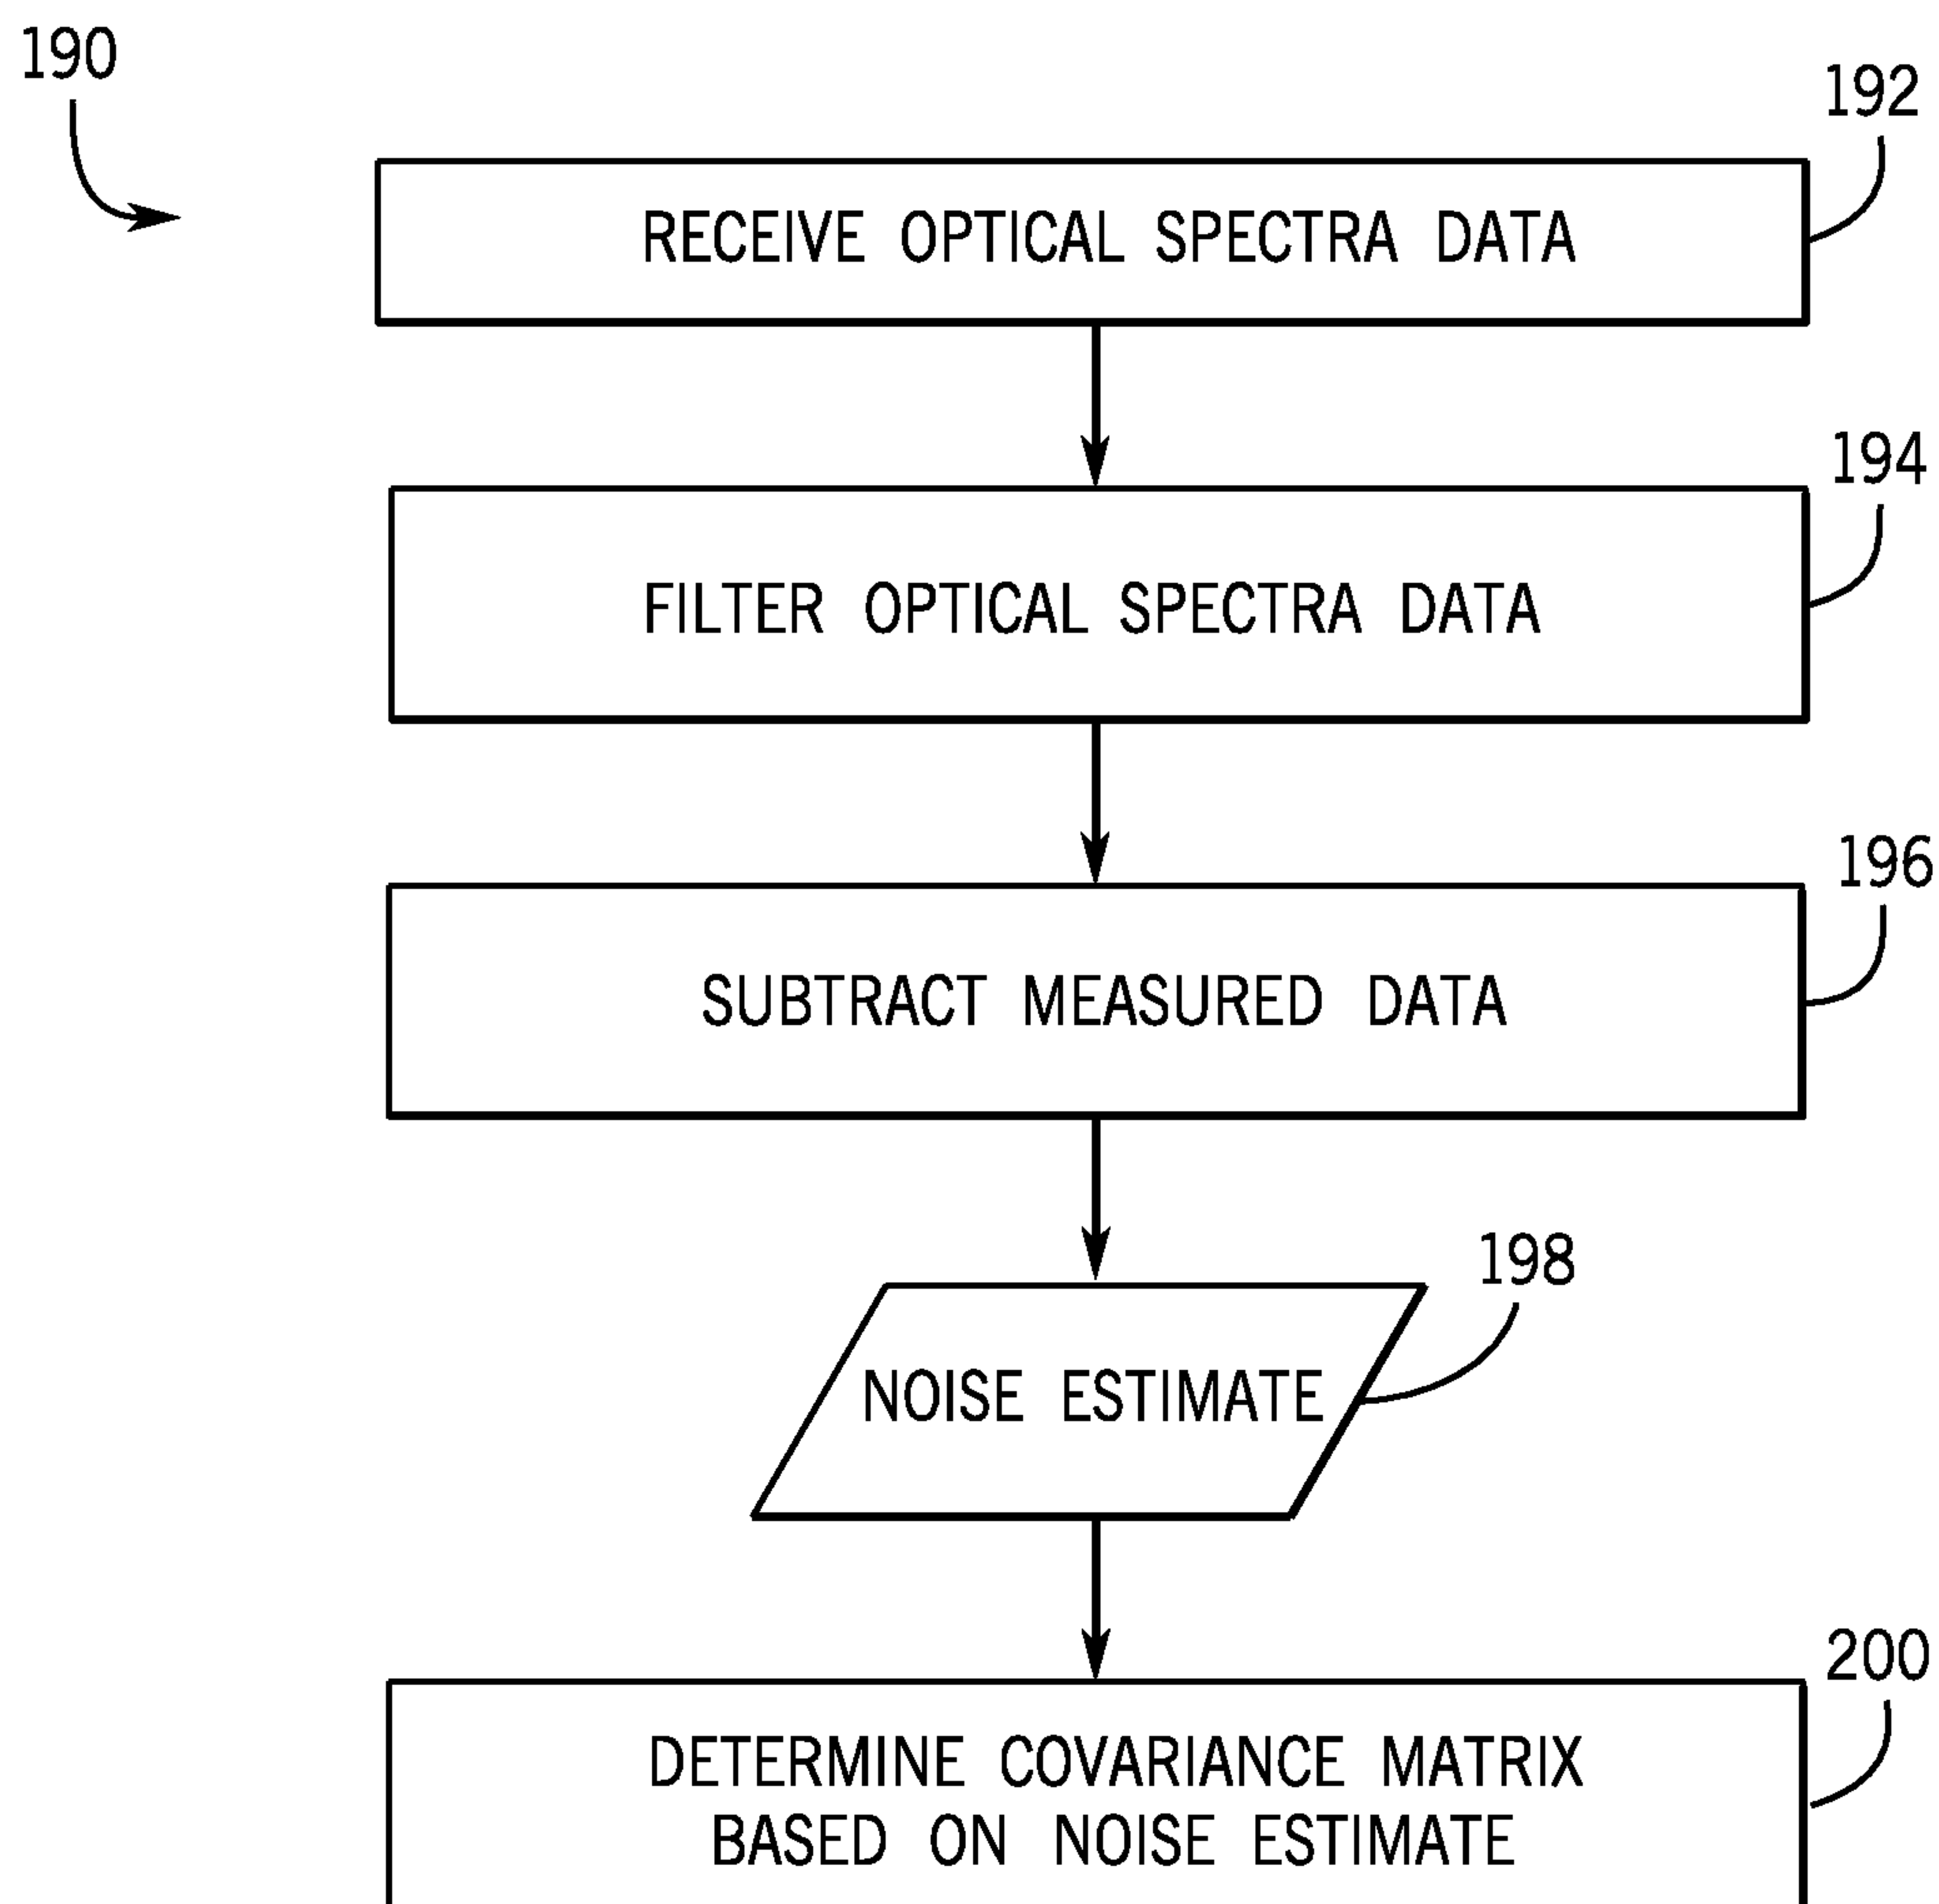 190
192
RECEIVE OPTICAL SPECTRA DATA
194
FILTER OPTICAL SPECTRA DATA
196
SUBTRACT MEASURED DATA
198
NOISE ESTIMATE
200
DETERMINE COVARIANCE MATRIX
BASED ON NOISE ESTIMATE